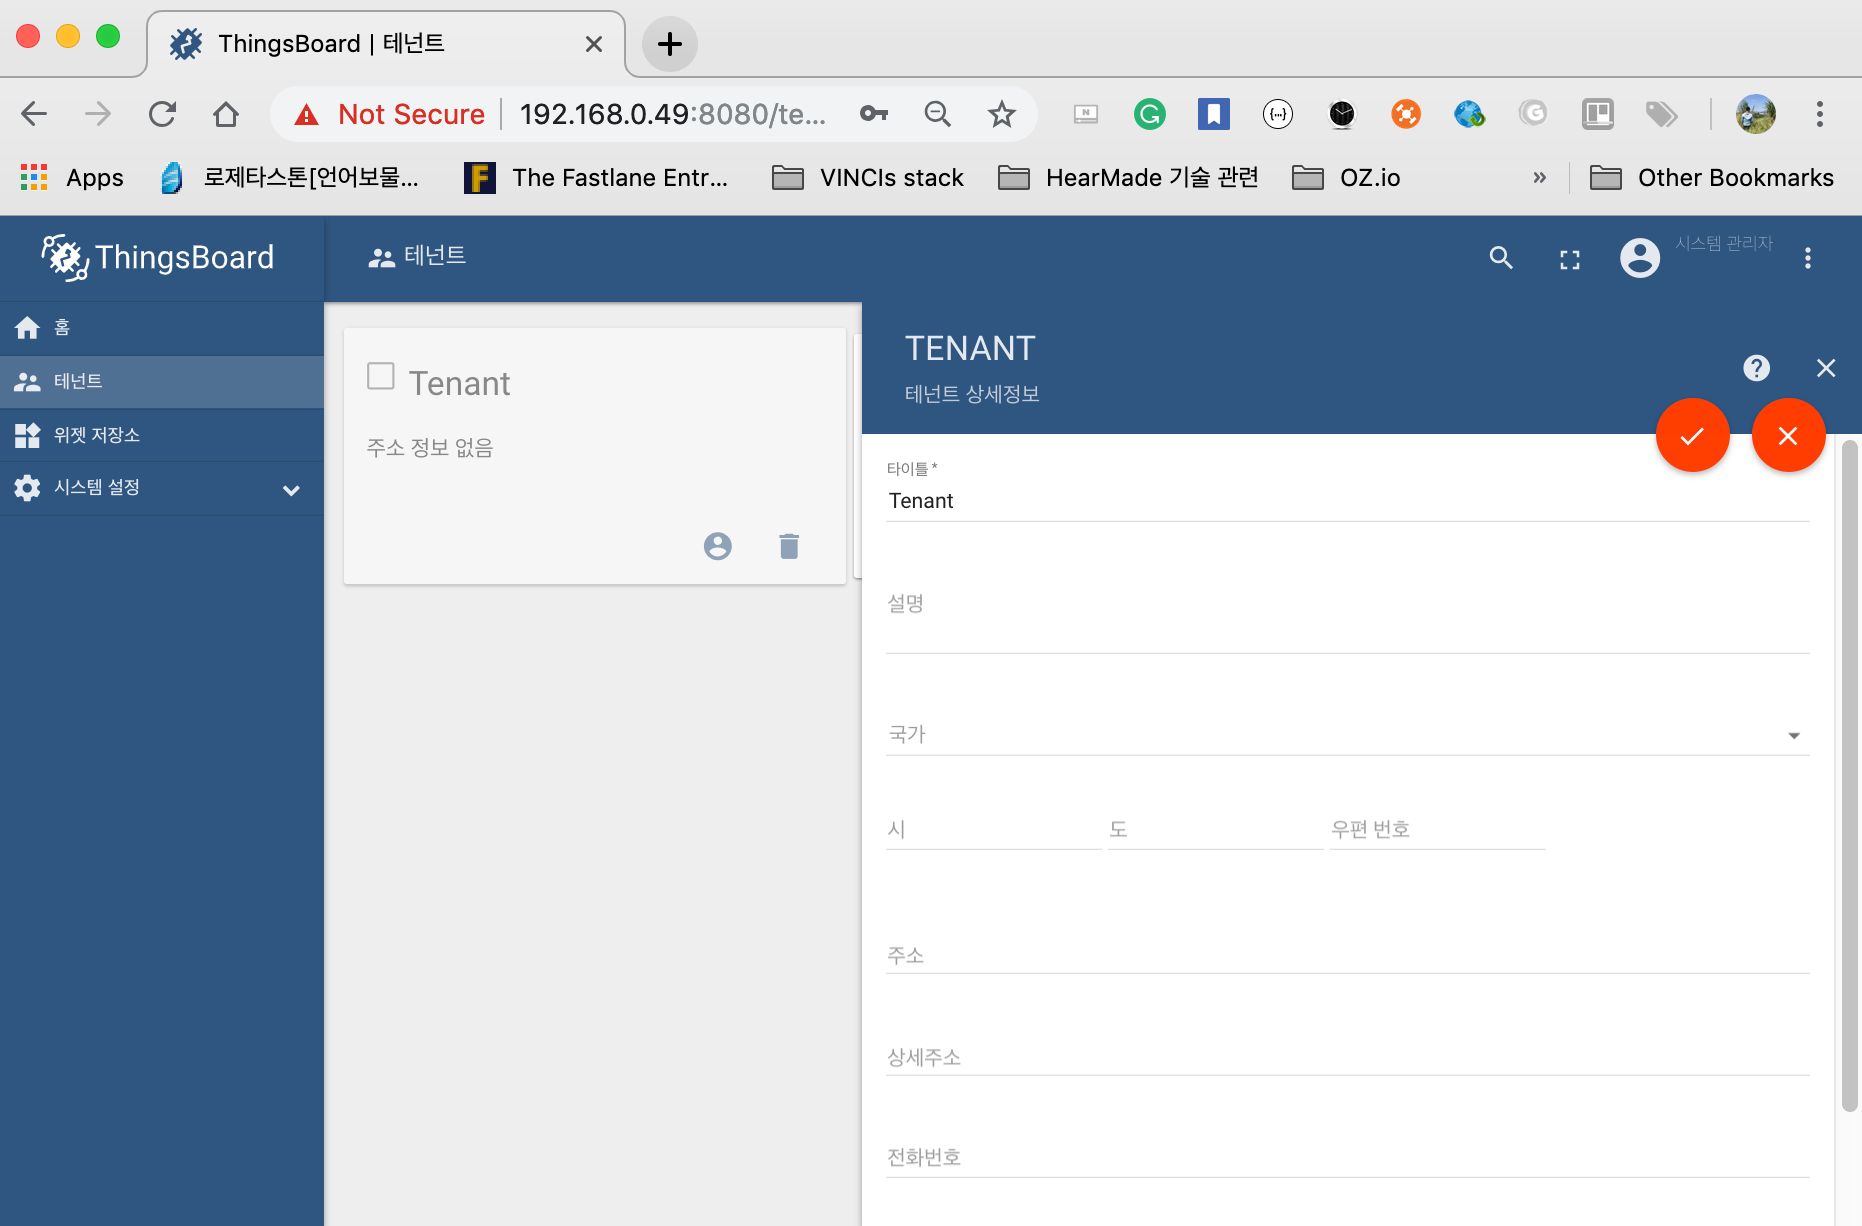 ThingsBoard | 테넌트
Not Secure
192.168.0.49:8080/te...
Apps
로제타스톤[언어보물...
The Fastlane Entr...
VINCIs stack
HearMade 기술 관련
OZ.io
»
Other Bookmarks
ThingsBoard
테넌트
시스템 관리자
홈
테넌트
위젯 저장소
시스템 설정
Tenant
주소 정보 없음
TENANT
테넌트 상세정보
타이틀 *
Tenant
설명
국가
시
도
우편 번호
주소
상세주소
전화번호